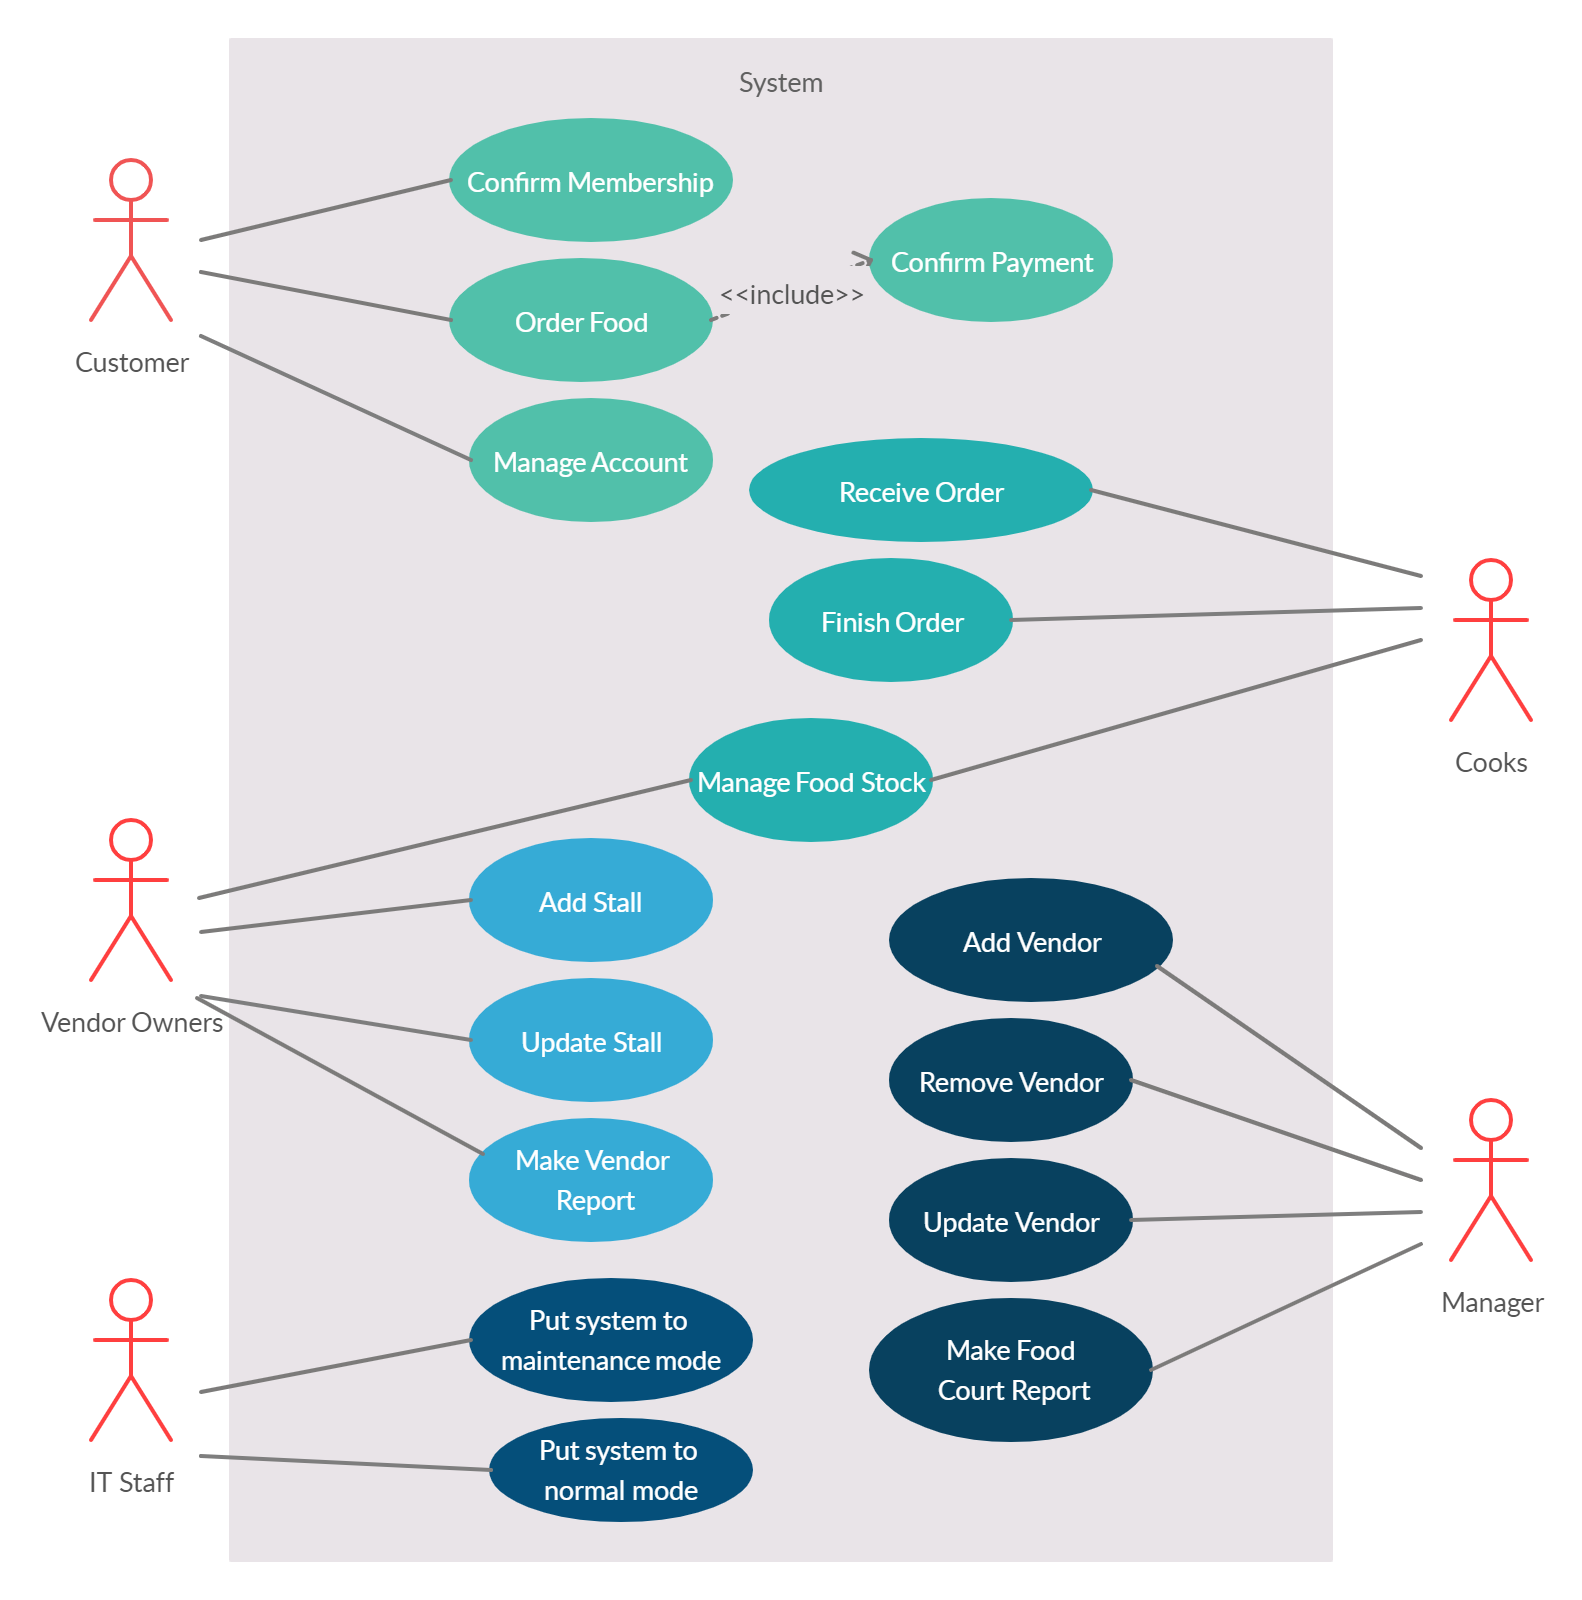 System
Confirm Membership
Confirm Payment
<<include>>
Order Food
Customer
Manage Account
Receive Order
Finish Order
Cooks
Manage Food Stock
Add Stall
Add Vendor
Vendor Owners
Update Stall
Remove Vendor
Make Vendor
Report
Update Vendor
Manager
Put system to
maintenance mode
Make Food
Court Report
Put system to
normal mode
IT Staff